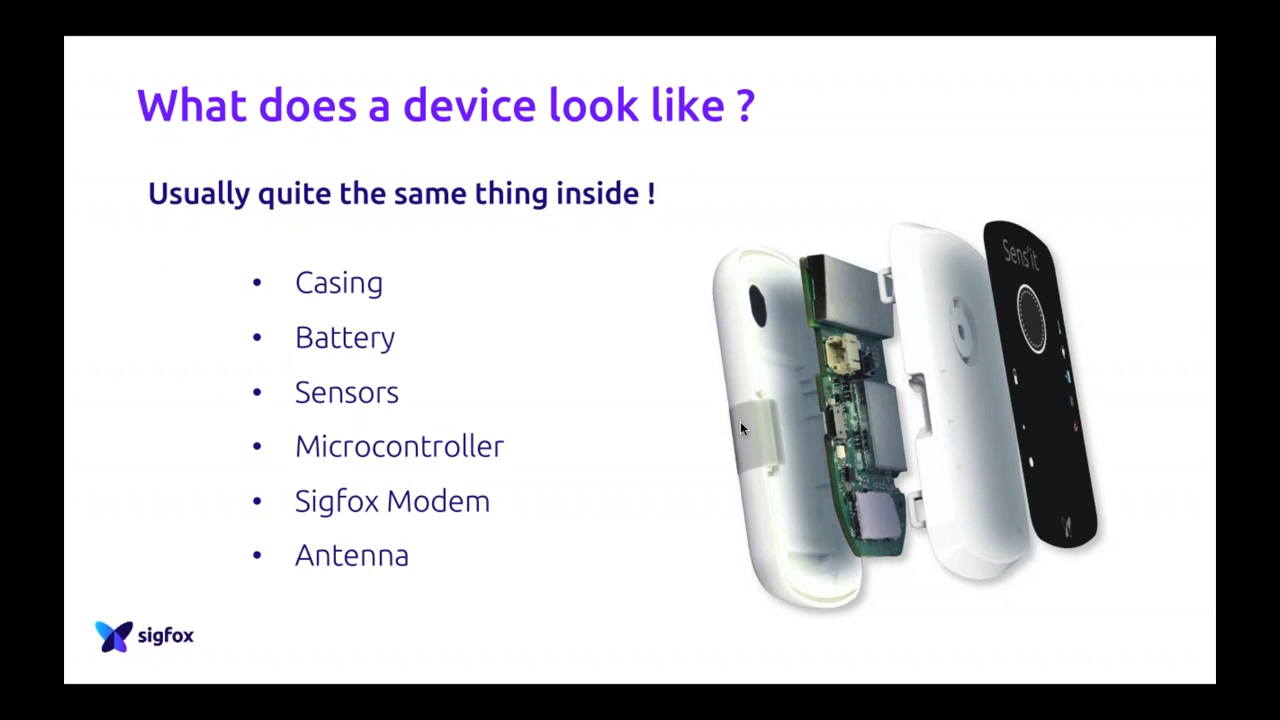 What does a device look like ?
Usually quite the same thing inside !
• Casing
• Battery
• Sensors
• Microcontroller
• Sigfox Modem
• Antenna
Sens'it
sigfox